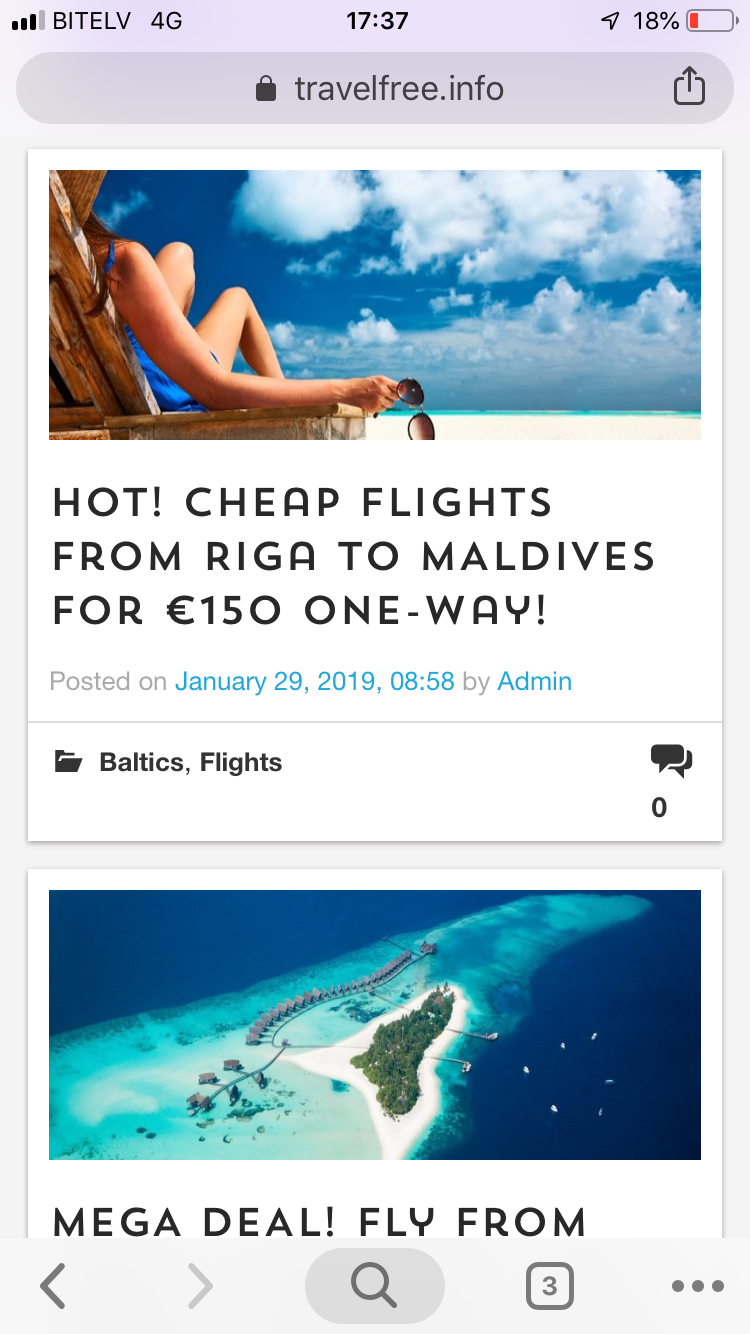 BITELV 4G 17:37 18%
travelfree.info
HOT! CHEAP FLIGHTS
FROM RIGA TO MALDIVES
FOR €150 ONE-WAY!
Posted on January 29, 2019, 08:58 by Admin
Baltics, Flights
0
MEGA DEAL! FLY FROM
3